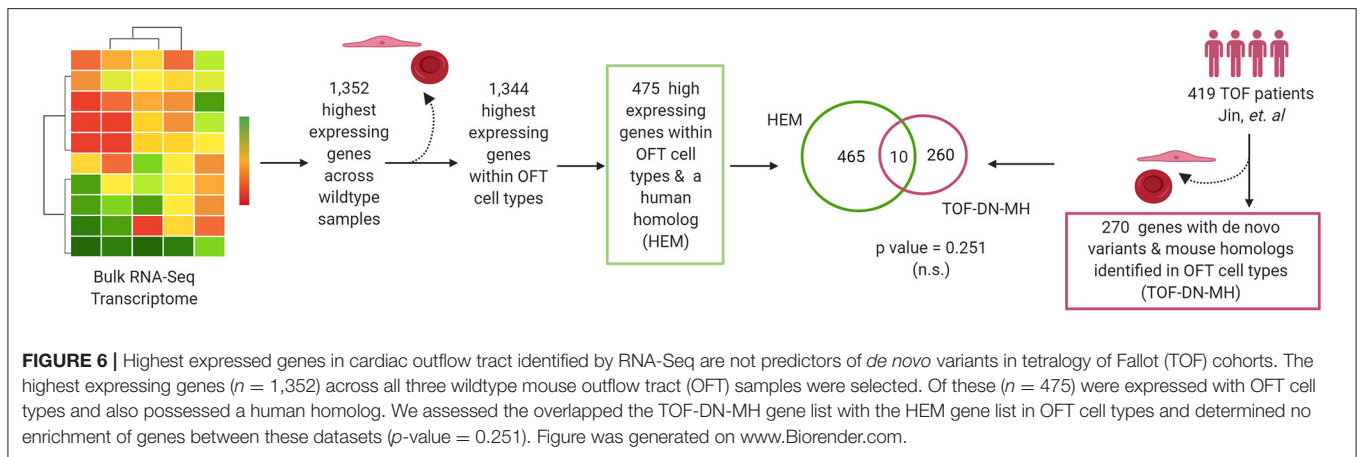 Bulk RNA-Seq
Transcriptome
1,352
highest
expressing
genes
across
wildtype
samples
1,344
highest
expressing
genes
within OFT
cell types
475 high
expressing
genes within
OFT cell
types & a
human
homolog
(HEM)
HEM
465
10
260
TOF-DN-MH
p value = 0.251
(n.s.)
419 TOF patients
Jin, et. al
270 genes with de novo
variants & mouse homologs
identified in OFT cell types
(TOF-DN-MH)
FIGURE 6 | Highest expressed genes in cardiac outflow tract identified by RNA-Seq are not predictors of de novo variants in tetralogy of Fallot (TOF) cohorts. The
highest expressing genes (n = 1,352) across all three wildtype mouse outflow tract (OFT) samples were selected. Of these (n = 475) were expressed with OFT cell
types and also possessed a human homolog. We assessed the overlapped the TOF-DN-MH gene list with the HEM gene list in OFT cell types and determined no
enrichment of genes between these datasets (p-value = 0.251). Figure was generated on www.Biorender.com.